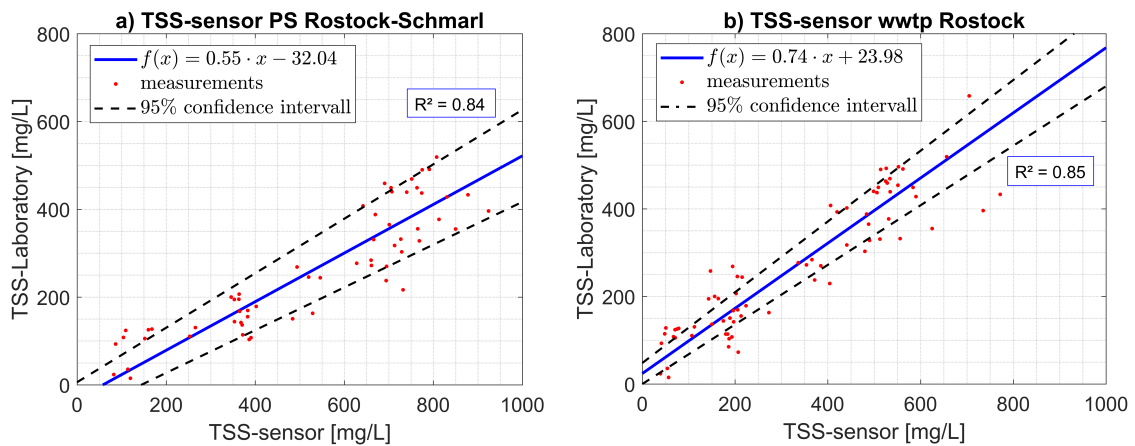 a) TSS-sensor PS Rostock-Schmarl
800
600
400
200
0
TSS-Laboratory [mg/L]
f(x) = 0.55 · x − 32.04
measurements
95% confidence intervall
R² = 0.84
0 200 400 600 800 1000
TSS-sensor [mg/L]
b) TSS-sensor wwtp Rostock
800
600
400
200
0
TSS-Laboratory [mg/L]
f(x) = 0.74 · x + 23.98
measurements
95% confidence intervall
R² = 0.85
0 200 400 600 800 1000
TSS-sensor [mg/L]